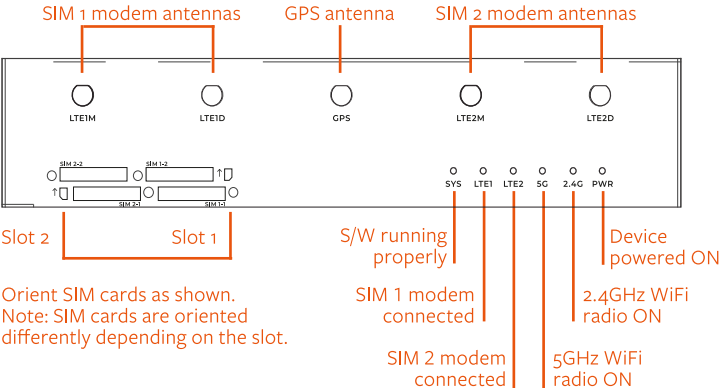 SIM 1 modem antennas
GPS antenna
SIM 2 modem antennas
LTE1M
LTE1D
GPS
LTE2M
LTE2D
SIM 2-2
SIM 1-2
SIM 2-1
SIM 1-1
SYS
LTE1
LTE2
5G
2.4G
PWR
Slot 2
Slot 1
S/W running
properly
Device
powered ON
Orient SIM cards as shown.
Note: SIM cards are oriented
differently depending on the slot.
SIM 1 modem
connected
2.4GHz WiFi
radio ON
SIM 2 modem
connected
5GHz WiFi
radio ON